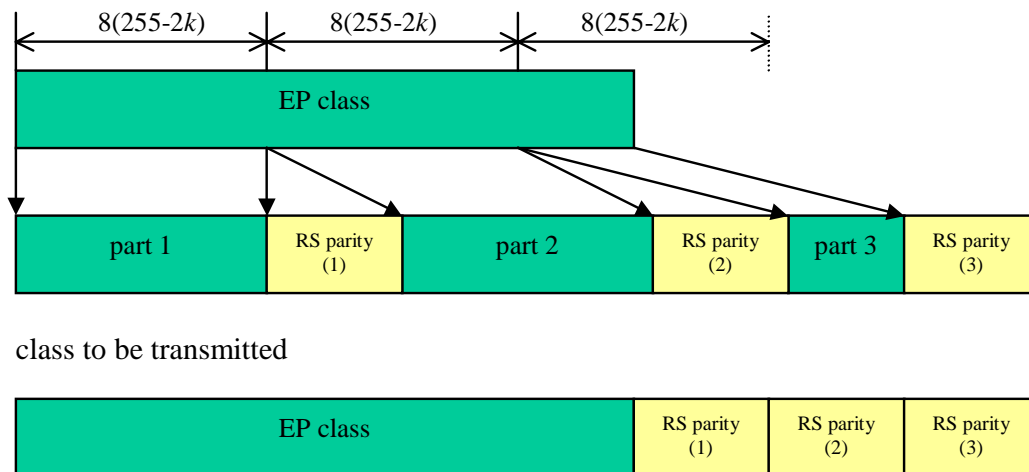 8(255-2k) 8(255-2k) 8(255-2k)
EP class
part 1 RS parity (1) part 2 RS parity (2) part 3 RS parity (3)
class to be transmitted
EP class RS parity (1) RS parity (2) RS parity (3)